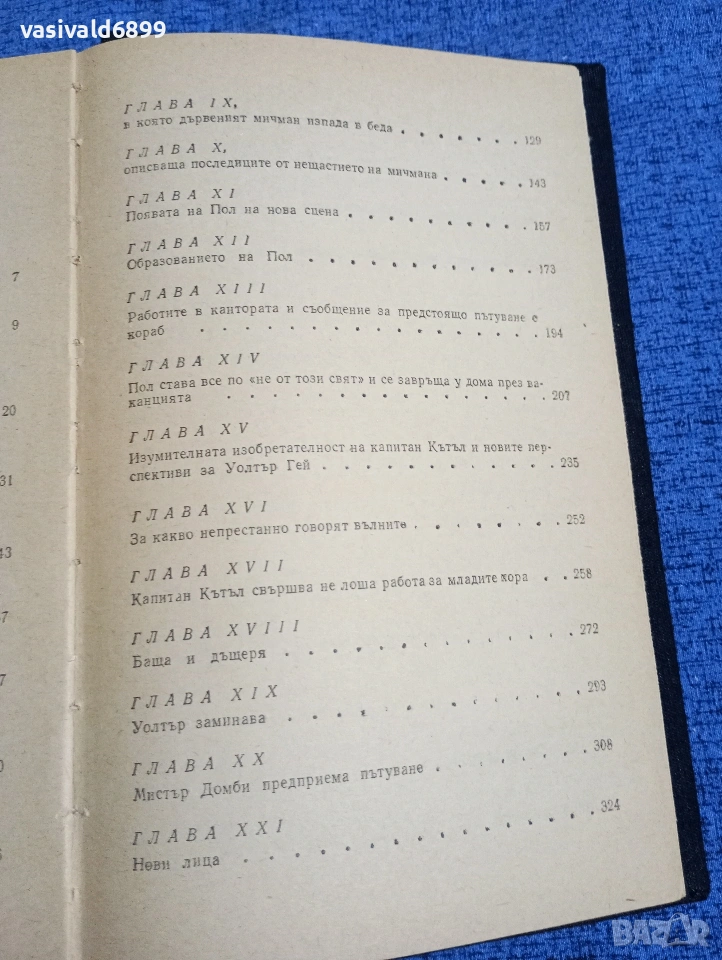 vasivald6899
7
9
20
31
43
ГЛАВА IX,
в която дървеният мичман изпада в беда . . . . . . 129
ГЛАВА X,
описваща последиците от нещастието на мичмана . . . . 143
ГЛАВА XI
Появата на Пол на нова сцена . . . . . . . . . 157
ГЛАВА XII
Образованието на Пол . . . . . . . . . . 173
ГЛАВА XIII
Работите в кантората и съобщение за предстоящо пътуване с
кораб . . . . . . . . . . . . . . . 194
ГЛАВА XIV
Пол става все по «не от този свят» и се завръща у дома през ва-
канцията . . . . . . . . . . . . . . 207
ГЛАВА XV
Изумителната изобретателност на капитан Кътъл и новите пер-
спективи за Уолтър Гей . . . . . . . . . . 235
ГЛАВА XVI
За какво непрестанно говорят вълните . . . . . . 252
ГЛАВА XVII
Капитан Кътъл свършва не лоша работа за младите хора . . 258
ГЛАВА XVIII
Баща и дъщеря . . . . . . . . . . . . 272
ГЛАВА XIX
Уолтър заминава . . . . . . . . . . . . 293
ГЛАВА XX
Мистър Домби предприема пътуване . . . . . . . 308
ГЛАВА XXI
Нови лица . . . . . . . . . . . . . . 324
BAZAR